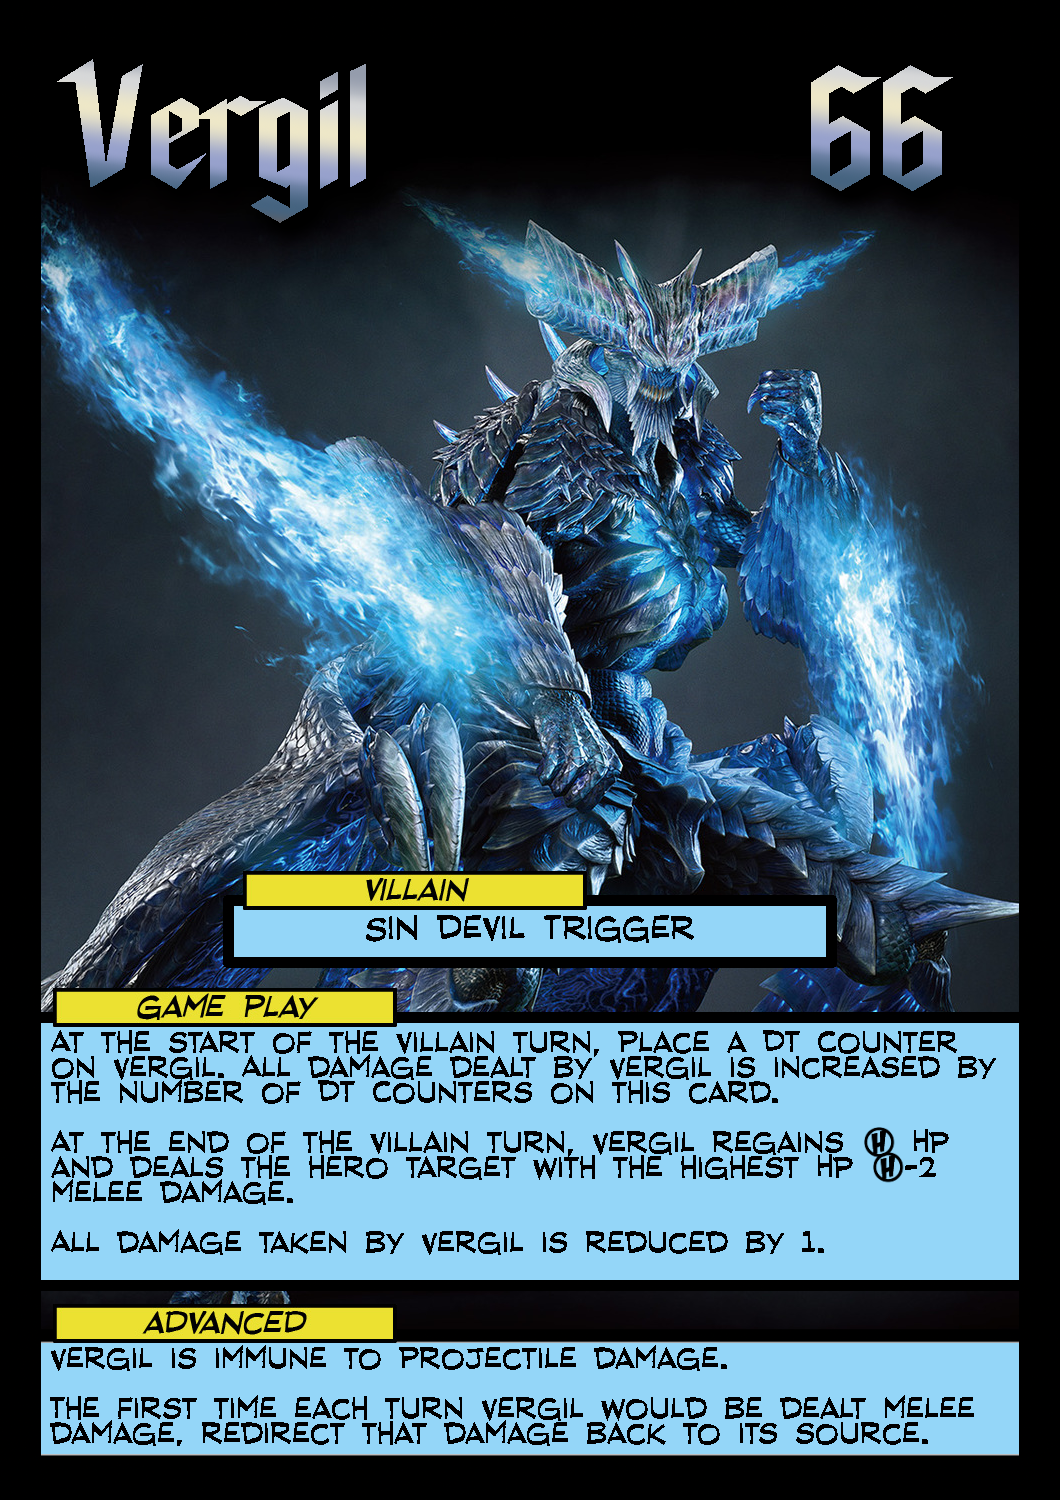 Vergil 66
VILLAIN
SIN DEVIL TRIGGER
GAME PLAY
AT THE START OF THE VILLAIN TURN, PLACE A DT COUNTER
ON VERGIL. ALL DAMAGE DEALT BY VERGIL IS INCREASED BY
THE NUMBER OF DT COUNTERS ON THIS CARD.
AT THE END OF THE VILLAIN TURN, VERGIL REGAINS H HP
AND DEALS THE HERO TARGET WITH THE HIGHEST HP H-2
MELEE DAMAGE.
ALL DAMAGE TAKEN BY VERGIL IS REDUCED BY 1.
ADVANCED
VERGIL IS IMMUNE TO PROJECTILE DAMAGE.
THE FIRST TIME EACH TURN VERGIL WOULD BE DEALT MELEE
DAMAGE, REDIRECT THAT DAMAGE BACK TO ITS SOURCE.